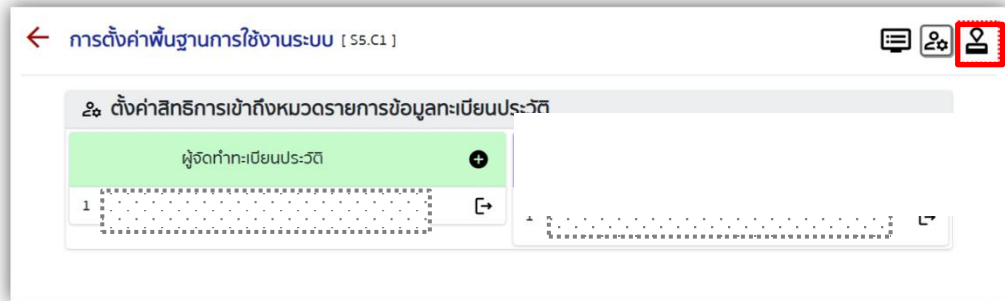 การตั้งค่าพื้นฐานการใช้งานระบบ [ S5.C1 ]
ตั้งค่าสิทธิการเข้าถึงหมวดรายการข้อมูลทะเบียนประวัติ
ผู้จัดทำทะเบียนประวัติ
1